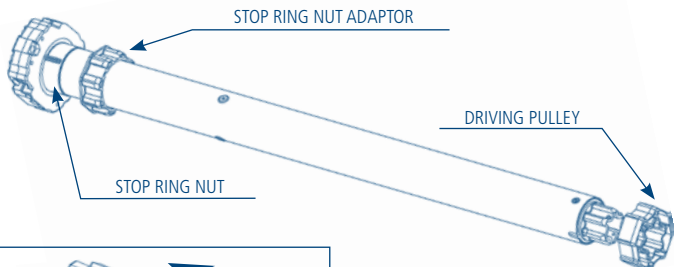 STOP RING NUT ADAPTOR
DRIVING PULLEY
STOP RING NUT